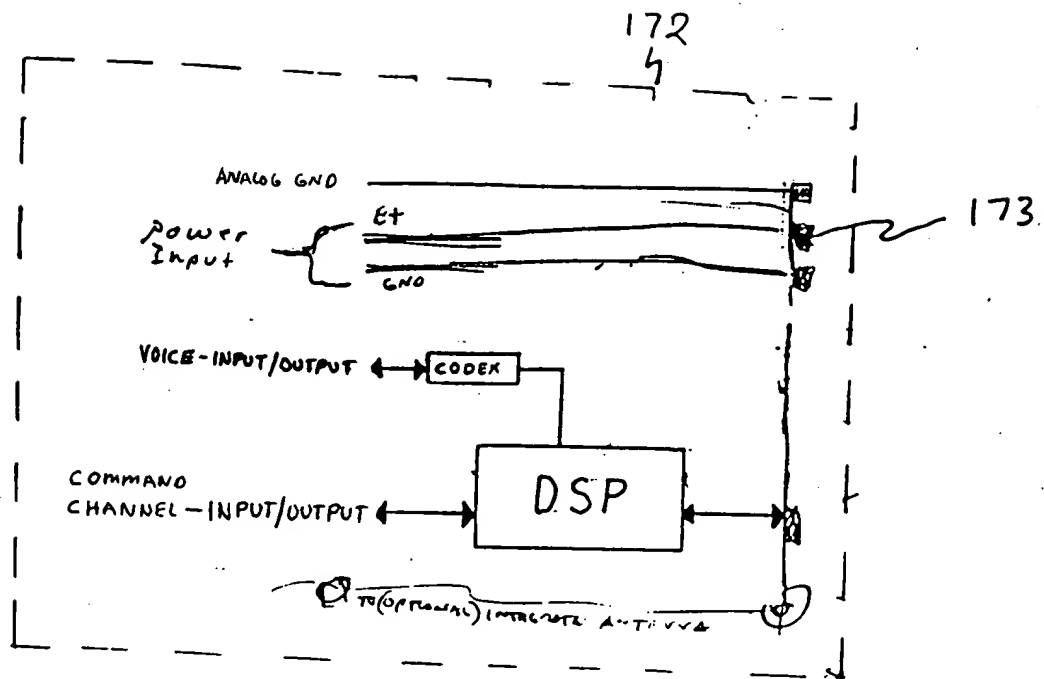 172
ANALOG GND
E+
173
Power
Input
GND
VOICE-INPUT/OUTPUT
CODEX
DSP
COMMAND
CHANNEL-INPUT/OUTPUT
TO (OPTIONAL) INTEGRATE ANTENNA